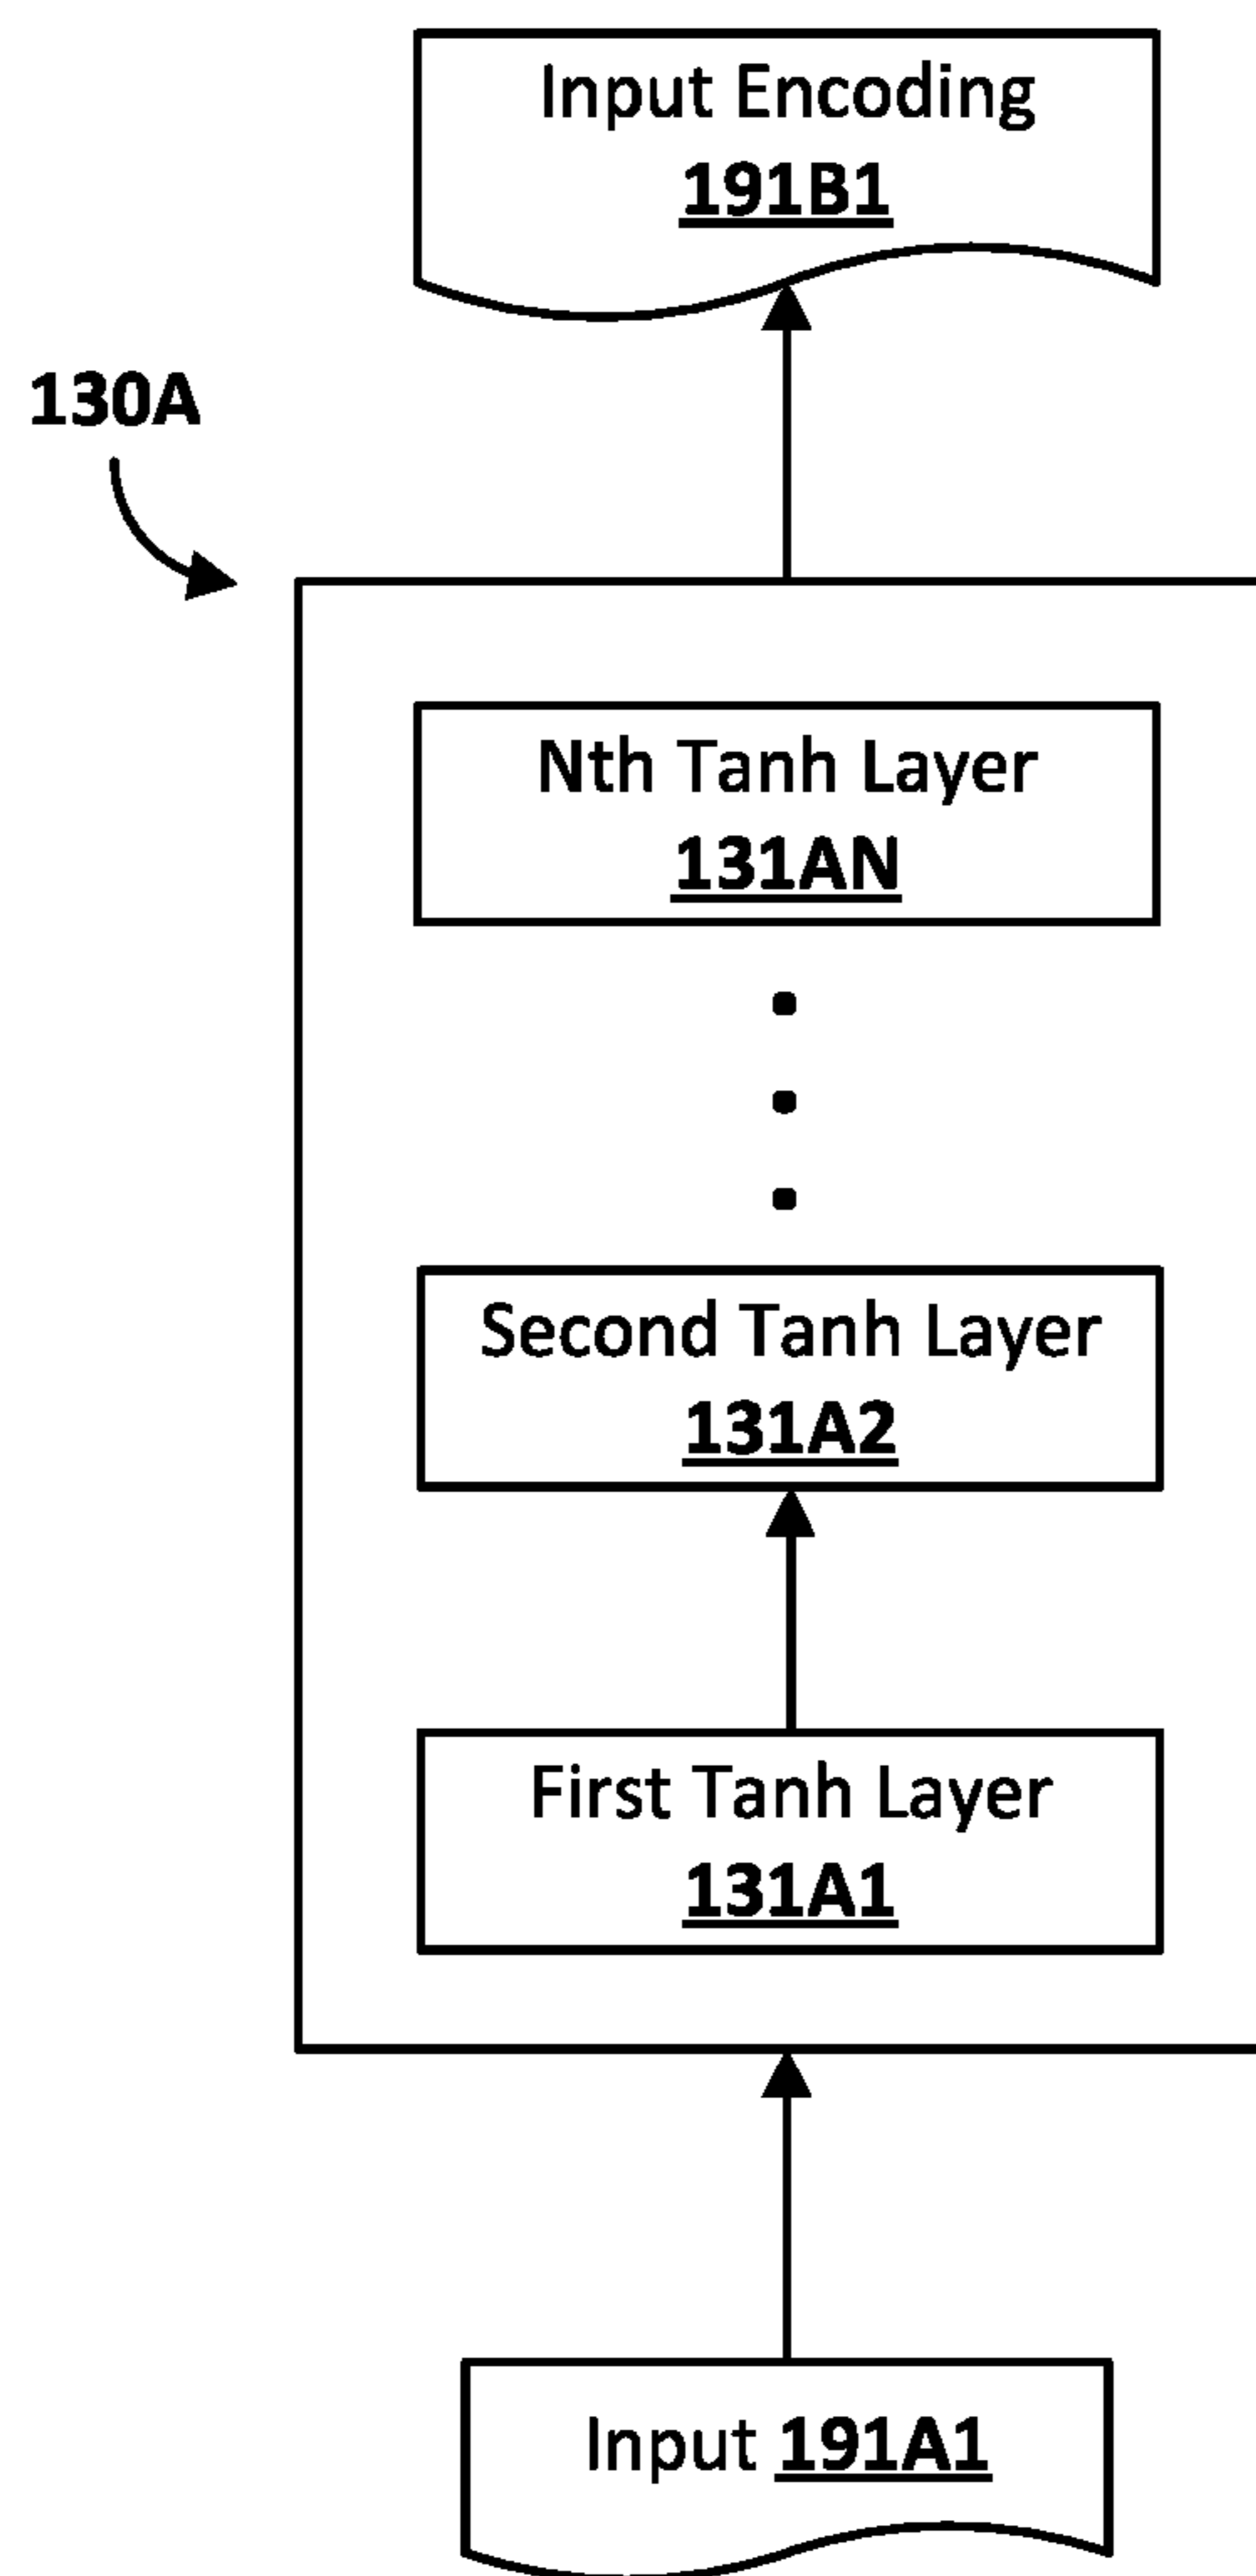 Input Encoding
191B1
130A
Nth Tanh Layer
131AN
Second Tanh Layer
131A2
First Tanh Layer
131A1
Input 191A1